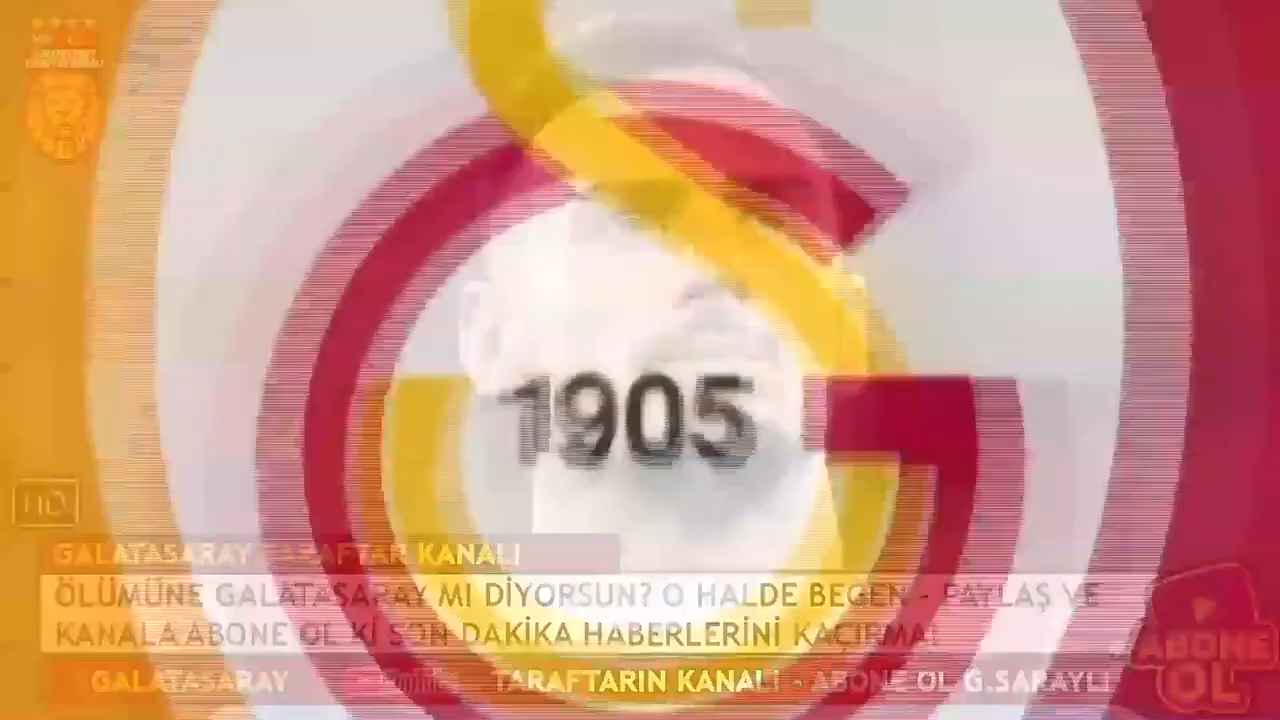 1905
HD
GALATASARAY TARAFTAR KANALI
ÖLÜMÜNE GALATASARAY MI DİYORSUN? O HALDE BEĞEN - PAYLAŞ VE
KANALA ABONE OL Kİ SON DAKİKA HABERLERİNİ KAÇIRMA!
GALATASARAY
TARAFTARIN KANALI - ABONE OL G.SARAYLI
ABONE
OL